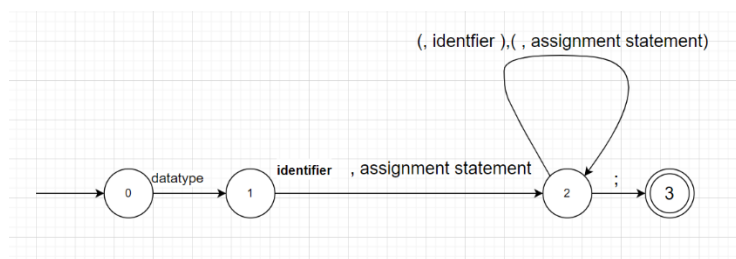 (, identfier ),( , assignment statement)
datatype
identifier , assignment statement
;
0
1
2
3